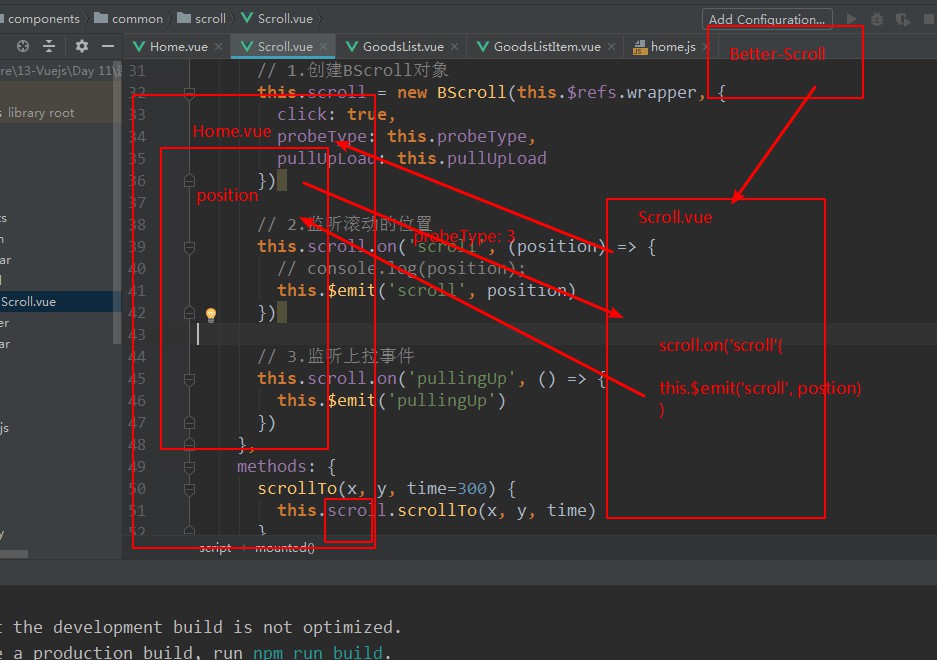 components common scroll Scroll.vue
Add Configuration...
Home.vue Scroll.vue GoodsList.vue GoodsListItem.vue home.js
Better-Scroll
re\13-Vuejs\Day 11\
library root
31 // 1.创建BScroll对象
32 this.scroll = new BScroll(this.$refs.wrapper, {
33 click: true,
Home.vue
34 probeType: this.probeType,
35 pullUpLoad: this.pullUpLoad
36 })
position
37
Scroll.vue
38 // 2.监听滚动的位置
probeType: 3
39 this.scroll.on('scroll', (position) => {
40 // console.log(position);
41 this.$emit('scroll', position)
Scroll.vue
42 })
43
scroll.on('scroll'{
44 // 3.监听上拉事件
45 this.scroll.on('pullingUp', () => {
this.$emit('scroll', postion)
46 this.$emit('pullingUp')
)
47 })
48 },
49 methods: {
50 scrollTo(x, y, time=300) {
51 this.scroll.scrollTo(x, y, time)
52 }
script mounted()
t the development build is not optimized.
e a production build, run npm run build.